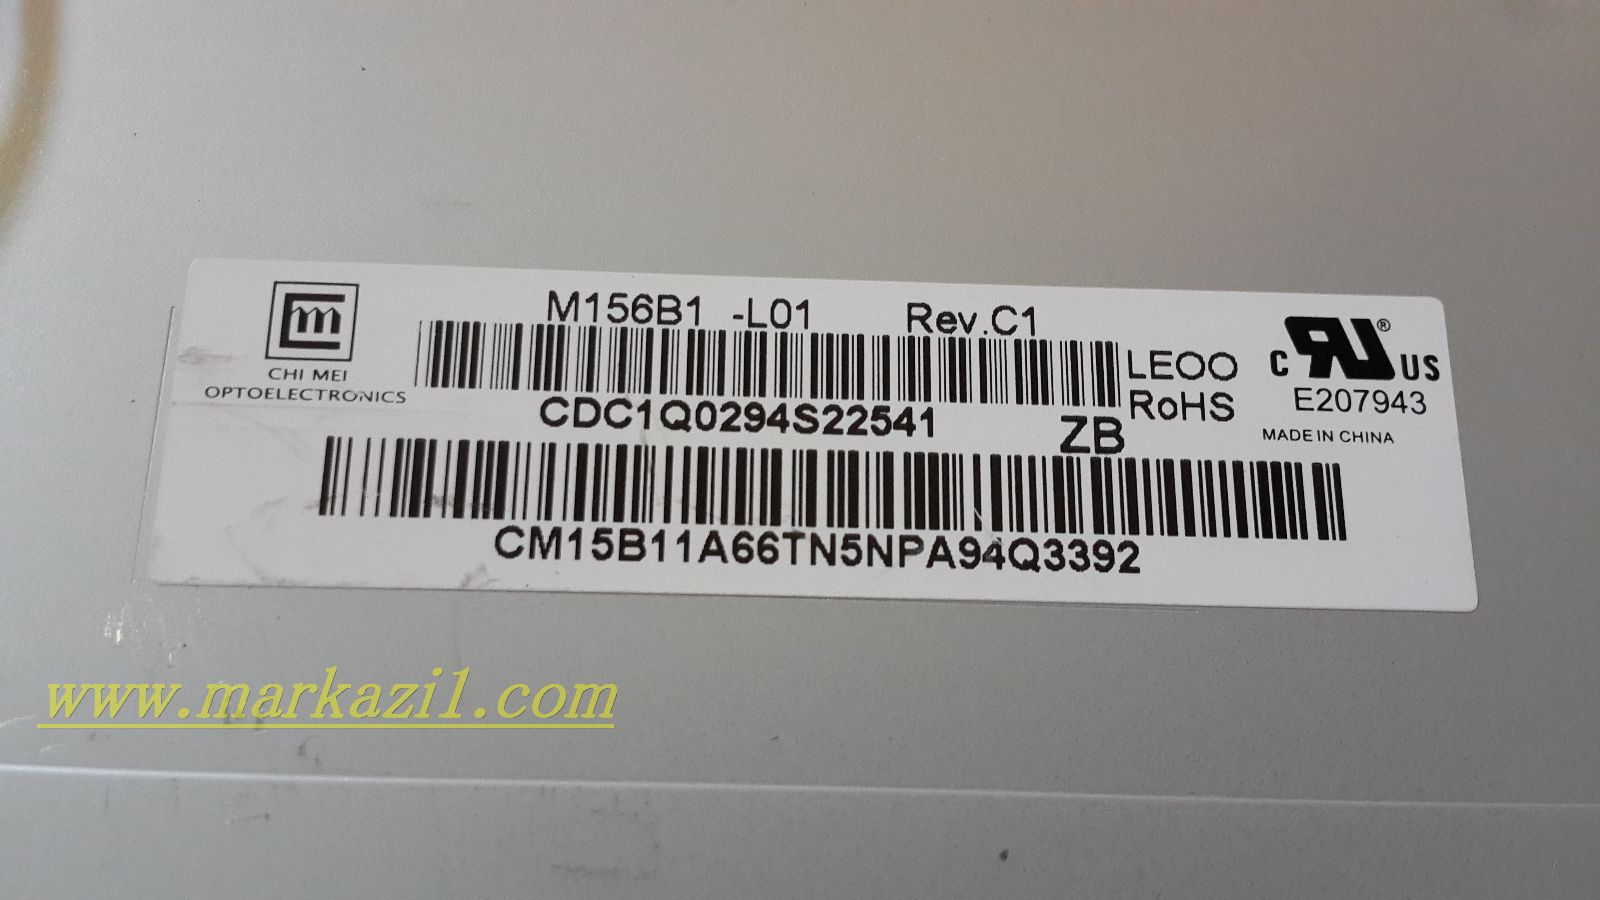 M156B1 -L01 Rev.C1
CHI MEI
OPTOELECTRONICS
LEOO
RoHS
CDC1Q0294S22541
ZB
C RU ® US
E207943
MADE IN CHINA
CM15B11A66TN5NPA94Q3392
www.markazi1.com